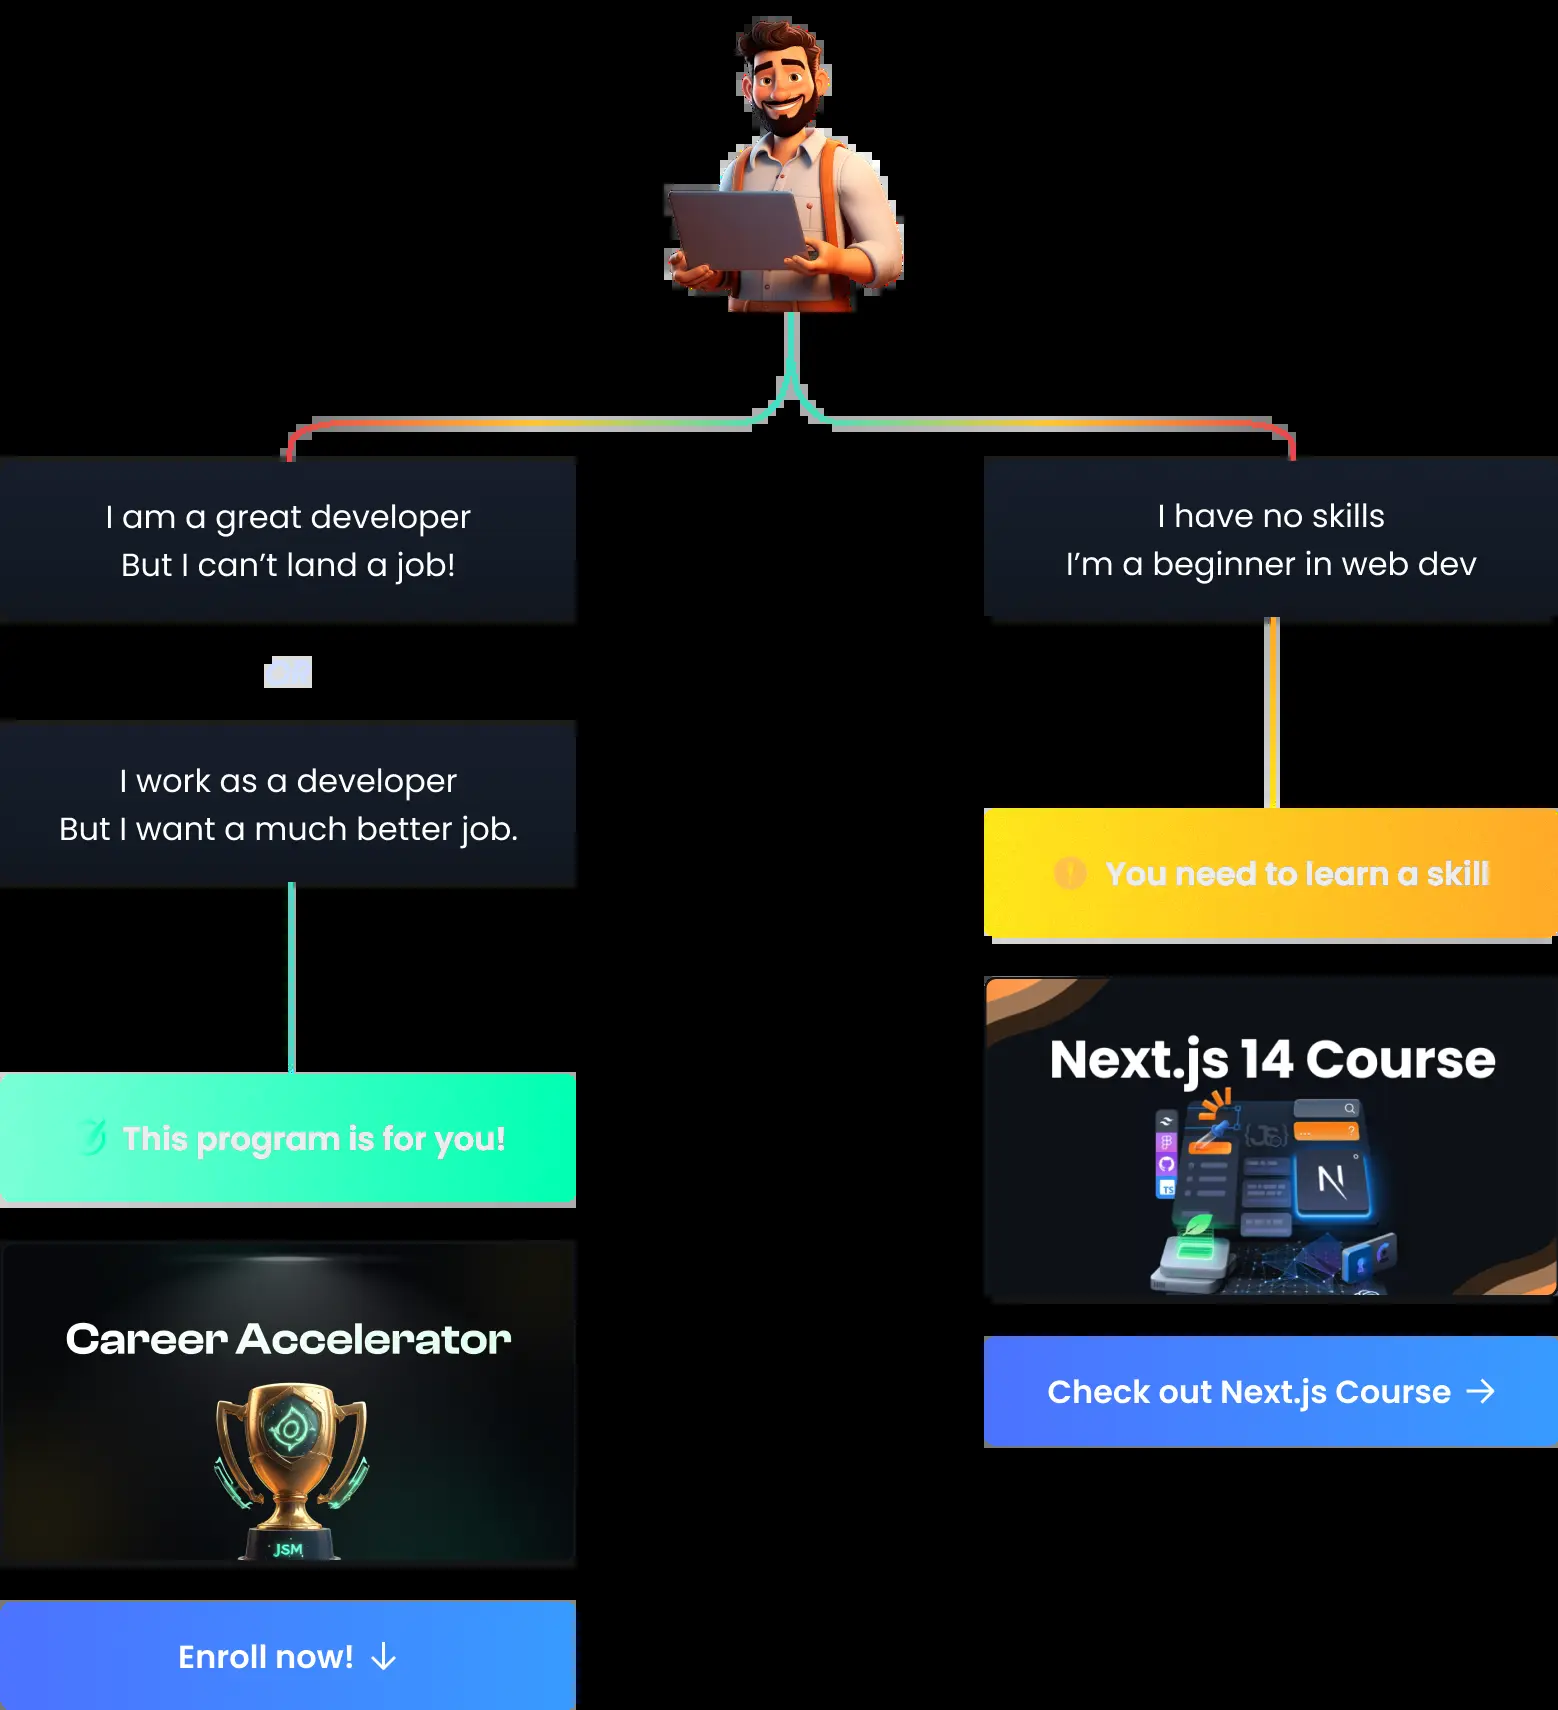 I am a great developer
But I can’t land a job!
I work as a developer
But I want a much better job.
This program is for you!
Career Accelerator
JSM
Enroll now!
I have no skills
I’m a beginner in web dev
You need to learn a skill
Next.js 14 Course
TS
... ?
N
Check out Next.js Course